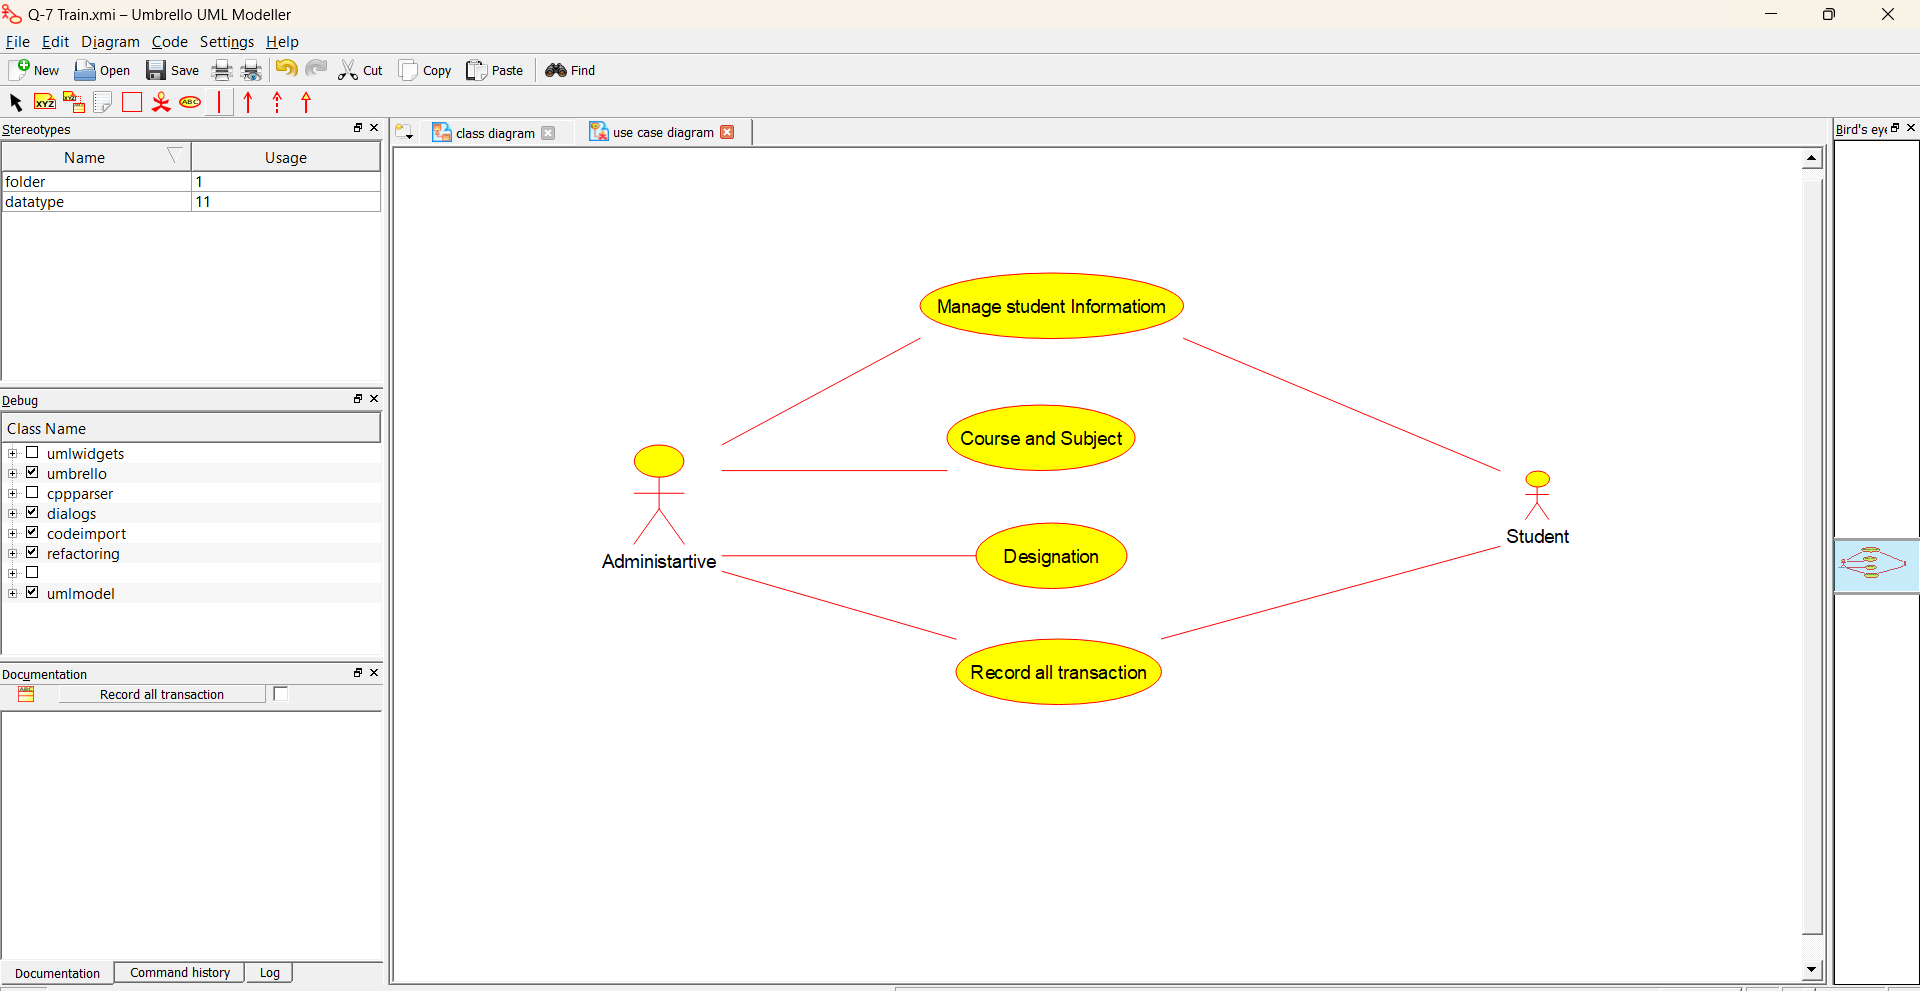 Q-7 Train.xmi – Umbrello UML Modeller
File Edit Diagram Code Settings Help
New Open Save Cut Copy Paste Find
XYZ XYZ ABC
Stereotypes
Name Usage
folder 1
datatype 11
Debug
Class Name
umlwidgets
umbrello
cppparser
dialogs
codeimport
refactoring
umlmodel
Documentation
Record all transaction
Documentation Command history Log
class diagram use case diagram
Manage student Informatiom
Course and Subject
Administartive
Designation
Student
Record all transaction
Bird's eye